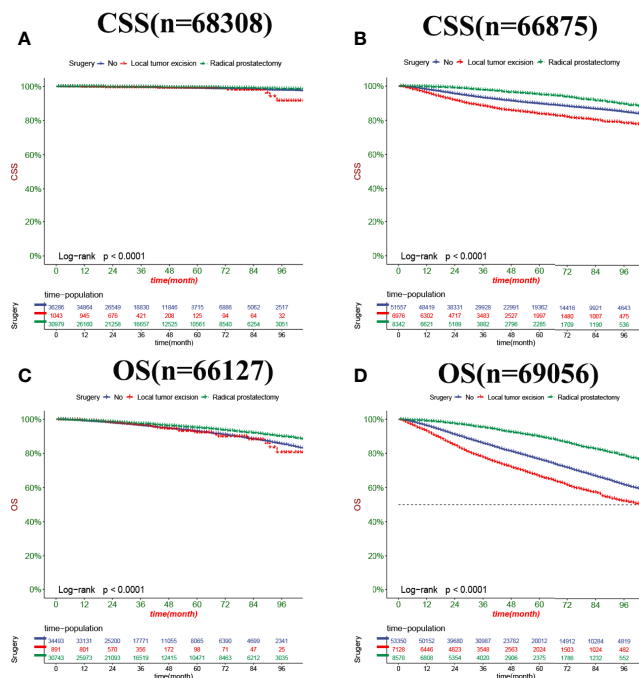 A
CSS(n=68308)
Srugery No Local tumor excision Radical prostatectomy
100%
80%
60%
40%
20%
0%
CSS
Log-rank p < 0.0001
0 12 24 36 48 60 72 84 96
time(month)
time-population
Srugery
36286 34864 26549 18830 11846 8715 6886 5062 2517
1043 945 676 421 208 125 94 64 32
30979 26160 21258 16657 12525 10561 8540 6254 3051
0 12 24 36 48 60 72 84 96
time(month)
B
CSS(n=66875)
Srugery No Local tumor excision Radical prostatectomy
100%
80%
60%
40%
20%
0%
CSS
Log-rank p < 0.0001
0 12 24 36 48 60 72 84 96
time(month)
time-population
Srugery
51557 48419 38331 29928 22991 19362 14416 9921 4643
6976 6302 4717 3483 2527 1997 1480 1007 475
8342 6621 5189 3882 2796 2285 1709 1190 536
0 12 24 36 48 60 72 84 96
time(month)
C
OS(n=66127)
Srugery No Local tumor excision Radical prostatectomy
100%
80%
60%
40%
20%
0%
OS
Log-rank p < 0.0001
0 12 24 36 48 60 72 84 96
time(month)
time-population
Srugery
34493 33131 25200 17771 11055 8065 6390 4699 2341
891 801 570 356 172 98 71 47 25
30743 25973 21093 16519 12415 10471 8463 6212 3035
0 12 24 36 48 60 72 84 96
time(month)
D
OS(n=69056)
Srugery No Local tumor excision Radical prostatectomy
100%
80%
60%
40%
20%
0%
OS
Log-rank p < 0.0001
0 12 24 36 48 60 72 84 96
time(month)
time-population
Srugery
53350 50152 39680 30987 23782 20012 14912 10284 4819
7128 6446 4823 3548 2563 2024 1503 1024 482
8578 6808 5354 4020 2906 2375 1786 1232 552
0 12 24 36 48 60 72 84 96
time(month)